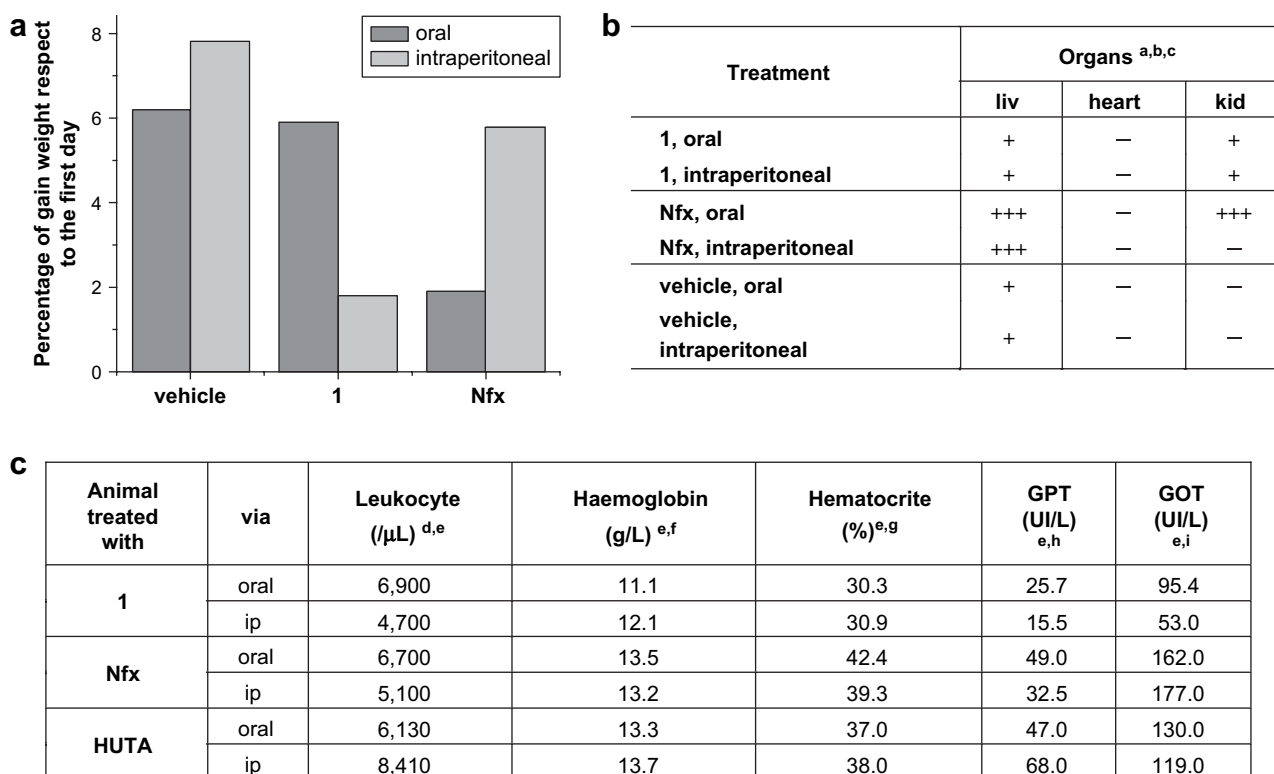 a
Percentage of gain weight respect
to the first day
8
6
4
2
0
oral
intraperitoneal
vehicle 1 Nfx
b
Treatment Organs a,b,c
liv heart kid
1, oral + – +
1, intraperitoneal + – +
Nfx, oral +++ – +++
Nfx, intraperitoneal +++ – –
vehicle, oral + – –
vehicle,
intraperitoneal + – –
c
Animal
treated
with
via
Leukocyte
(/μL) d,e
Haemoglobin
(g/L) e,f
Hematocrite
(%)e,g
GPT
(UI/L)
e,h
GOT
(UI/L)
e,i
1 oral 6,900 11.1 30.3 25.7 95.4
ip 4,700 12.1 30.9 15.5 53.0
Nfx oral 6,700 13.5 42.4 49.0 162.0
ip 5,100 13.2 39.3 32.5 177.0
HUTA oral 6,130 13.3 37.0 47.0 130.0
ip 8,410 13.7 38.0 68.0 119.0